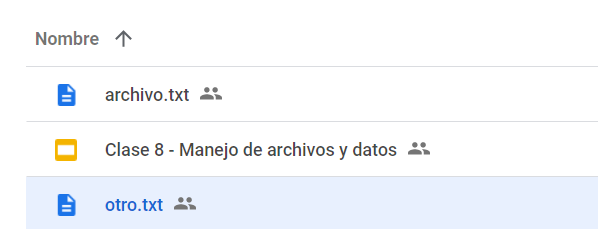 Nombre
archivo.txt
Clase 8 - Manejo de archivos y datos
otro.txt